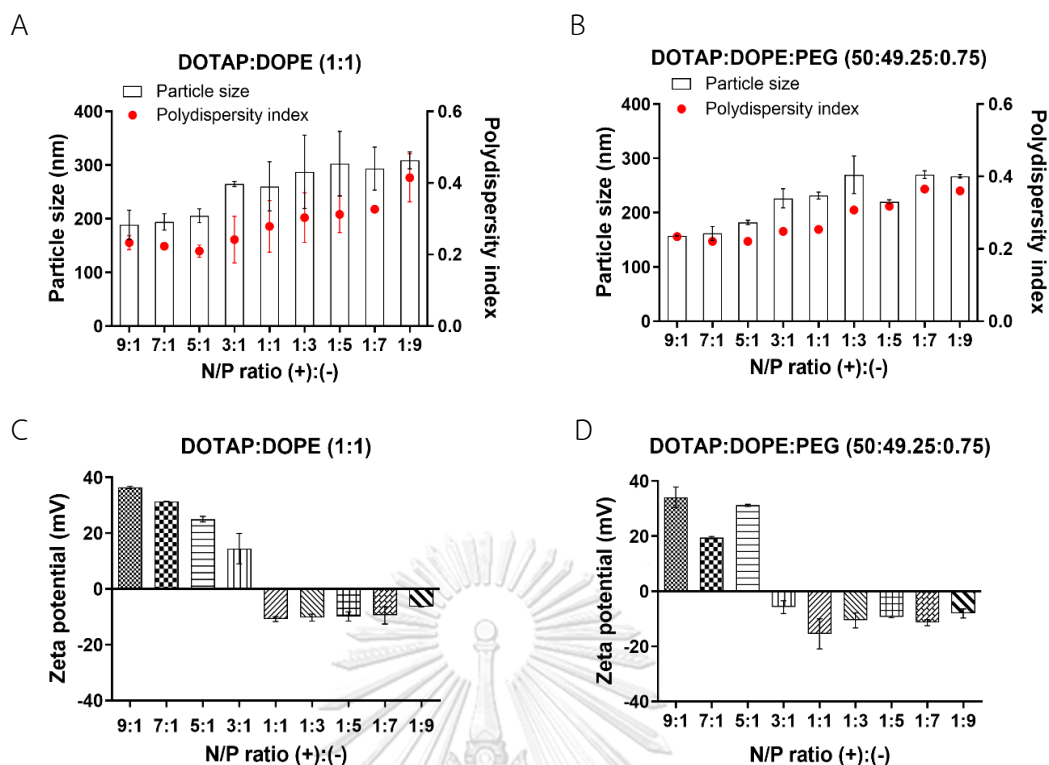 A
DOTAP:DOPE (1:1)
Particle size
Polydispersity index
Particle size (nm)
400
300
200
100
0
0.6
0.4
0.2
0.0
Polydispersity index
9:1 7:1 5:1 3:1 1:1 1:3 1:5 1:7 1:9
N/P ratio (+):(-)
B
DOTAP:DOPE:PEG (50:49.25:0.75)
Particle size
Polydispersity index
Particle size (nm)
400
300
200
100
0
0.6
0.4
0.2
0.0
Polydispersity index
9:1 7:1 5:1 3:1 1:1 1:3 1:5 1:7 1:9
N/P ratio (+):(-)
C
DOTAP:DOPE (1:1)
Zeta potential (mV)
40
20
0
-20
-40
9:1 7:1 5:1 3:1 1:1 1:3 1:5 1:7 1:9
N/P ratio (+):(-)
D
DOTAP:DOPE:PEG (50:49.25:0.75)
Zeta potential (mV)
40
20
0
-20
-40
9:1 7:1 5:1 3:1 1:1 1:3 1:5 1:7 1:9
N/P ratio (+):(-)